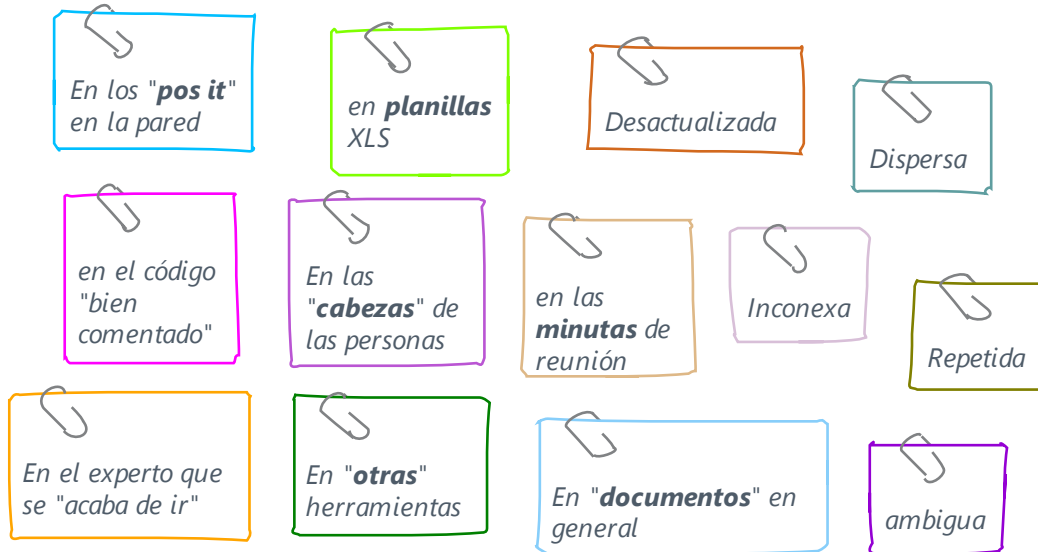 En los "pos it"
en la pared
en planillas
XLS
Desactualizada
Dispersa
en el código
"bien
comentado"
En las
"cabezas" de
las personas
en las
minutas de
reunión
Inconexa
Repetida
En el experto que
se "acaba de ir"
En "otras"
herramientas
En "documentos" en
general
ambigua